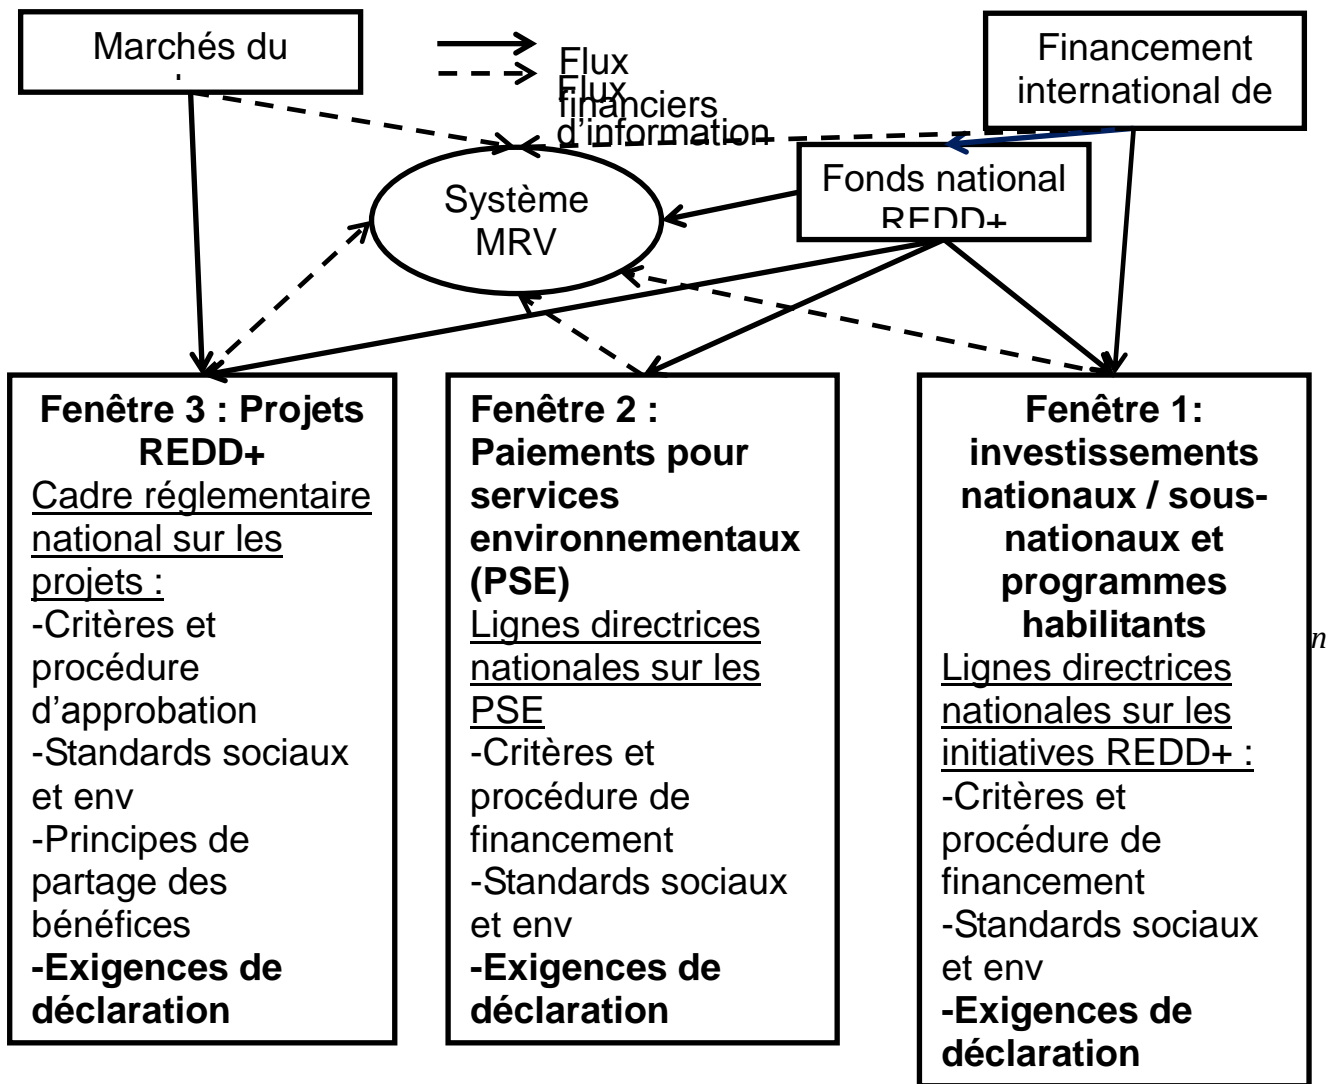 Marchés du
Flux
financiers
Flux
d'information
Financement
international de
Système
MRV
Fonds national
REDD+
Fenêtre 3 : Projets
REDD+
Cadre réglementaire
national sur les
projets :
-Critères et
procédure
d'approbation
-Standards sociaux
et env
-Principes de
partage des
bénéfices
-Exigences de
déclaration
Fenêtre 2 :
Paiements pour
services
environnementaux
(PSE)
Lignes directrices
nationales sur les
PSE
-Critères et
procédure de
financement
-Standards sociaux
et env
-Exigences de
déclaration
Fenêtre 1:
investissements
nationaux / sous-
nationaux et
programmes
habilitants
Lignes directrices
nationales sur les
initiatives REDD+ :
-Critères et
procédure de
financement
-Standards sociaux
et env
-Exigences de
déclaration
n